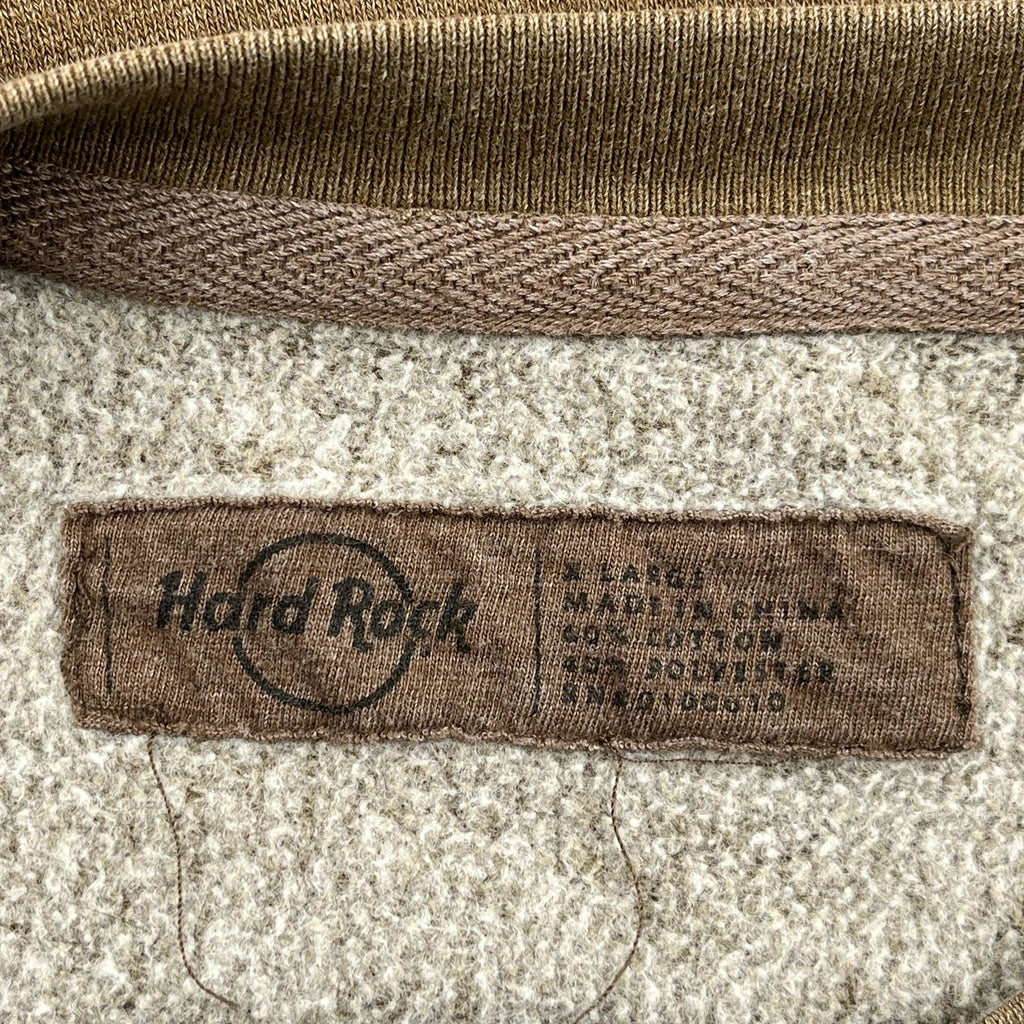 Hard Rock
X LARGE
MADE IN CHINA
60% COTTON
40% POLYESTER